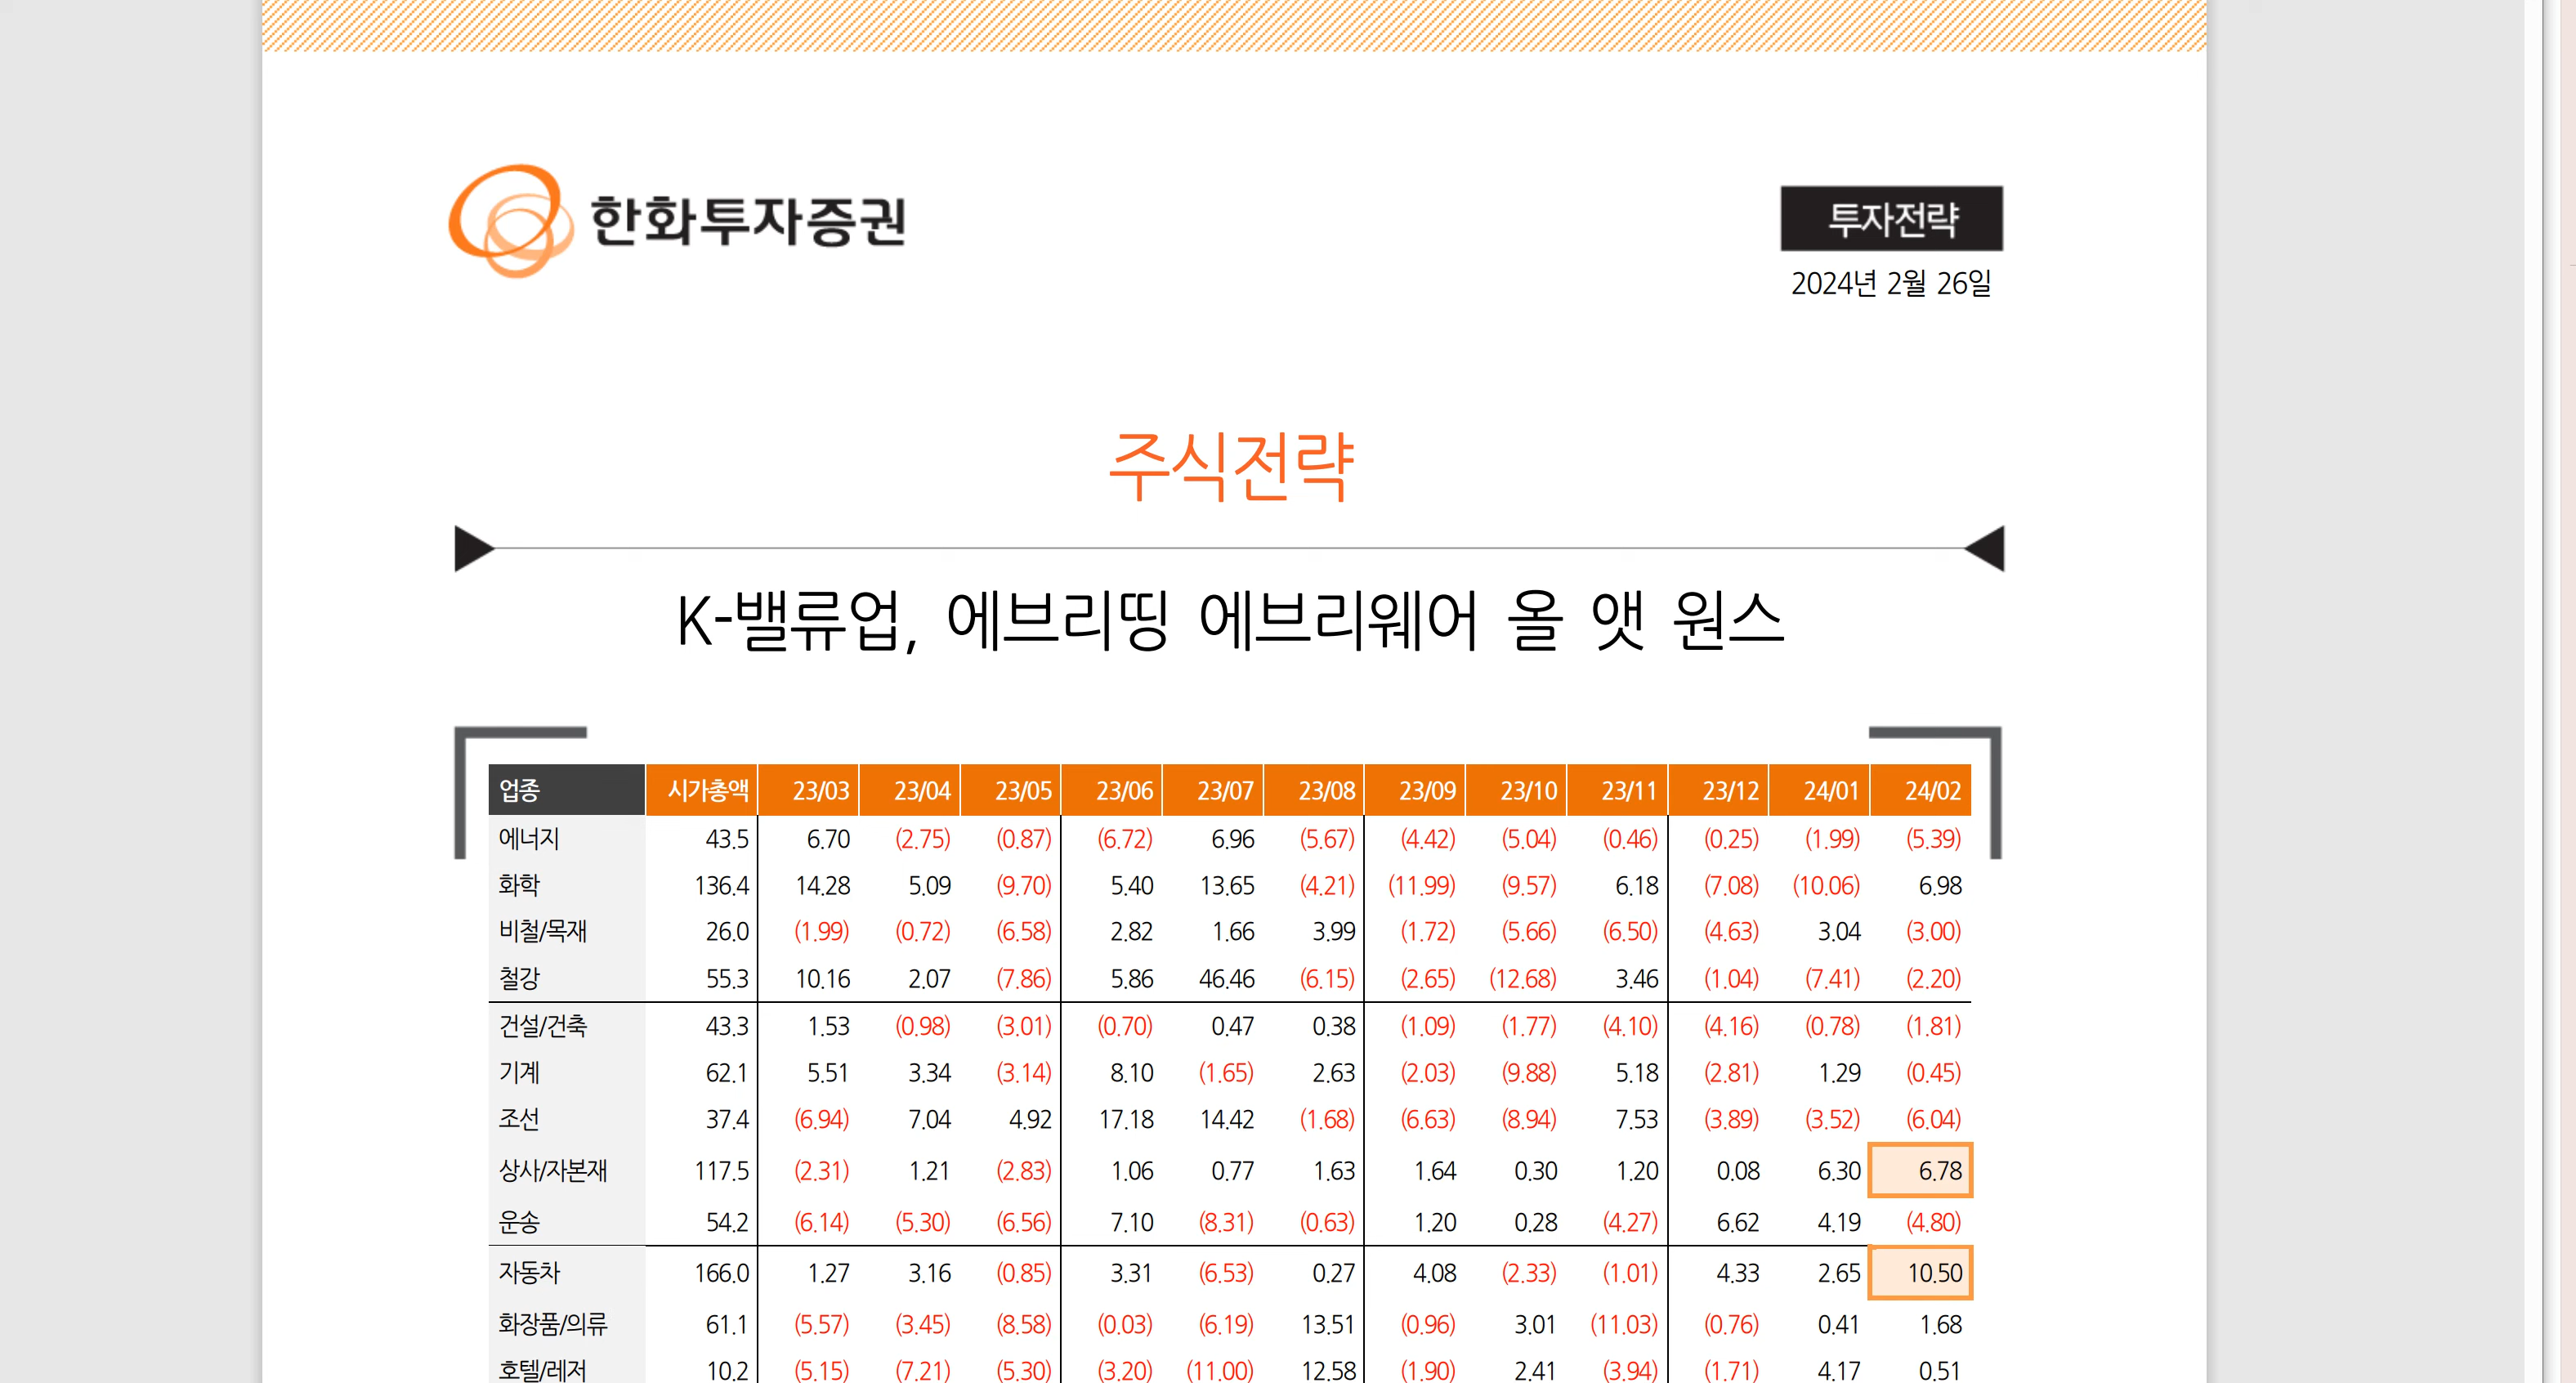 한화투자증권
투자전략
2024년 2월 26일
주식전략
K-밸류업, 에브리띵 에브리웨어 올 앳 원스
업종 시가총액 23/03 23/04 23/05 23/06 23/07 23/08 23/09 23/10 23/11 23/12 24/01 24/02
에너지 43.5 6.70 (2.75) (0.87) (6.72) 6.96 (5.67) (4.42) (5.04) (0.46) (0.25) (1.99) (5.39)
화학 136.4 14.28 5.09 (9.70) 5.40 13.65 (4.21) (11.99) (9.57) 6.18 (7.08) (10.06) 6.98
비철/목재 26.0 (1.99) (0.72) (6.58) 2.82 1.66 3.99 (1.72) (5.66) (6.50) (4.63) 3.04 (3.00)
철강 55.3 10.16 2.07 (7.86) 5.86 46.46 (6.15) (2.65) (12.68) 3.46 (1.04) (7.41) (2.20)
건설/건축 43.3 1.53 (0.98) (3.01) (0.70) 0.47 0.38 (1.09) (1.77) (4.10) (4.16) (0.78) (1.81)
기계 62.1 5.51 3.34 (3.14) 8.10 (1.65) 2.63 (2.03) (9.88) 5.18 (2.81) 1.29 (0.45)
조선 37.4 (6.94) 7.04 4.92 17.18 14.42 (1.68) (6.63) (8.94) 7.53 (3.89) (3.52) (6.04)
상사/자본재 117.5 (2.31) 1.21 (2.83) 1.06 0.77 1.63 1.64 0.30 1.20 0.08 6.30 6.78
운송 54.2 (6.14) (5.30) (6.56) 7.10 (8.31) (0.63) 1.20 0.28 (4.27) 6.62 4.19 (4.80)
자동차 166.0 1.27 3.16 (0.85) 3.31 (6.53) 0.27 4.08 (2.33) (1.01) 4.33 2.65 10.50
화장품/의류 61.1 (5.57) (3.45) (8.58) (0.03) (6.19) 13.51 (0.96) 3.01 (11.03) (0.76) 0.41 1.68
호텔/레저 10.2 (5.15) (7.21) (5.30) (3.20) (11.00) 12.58 (1.90) 2.41 (3.94) (1.71) 4.17 0.51